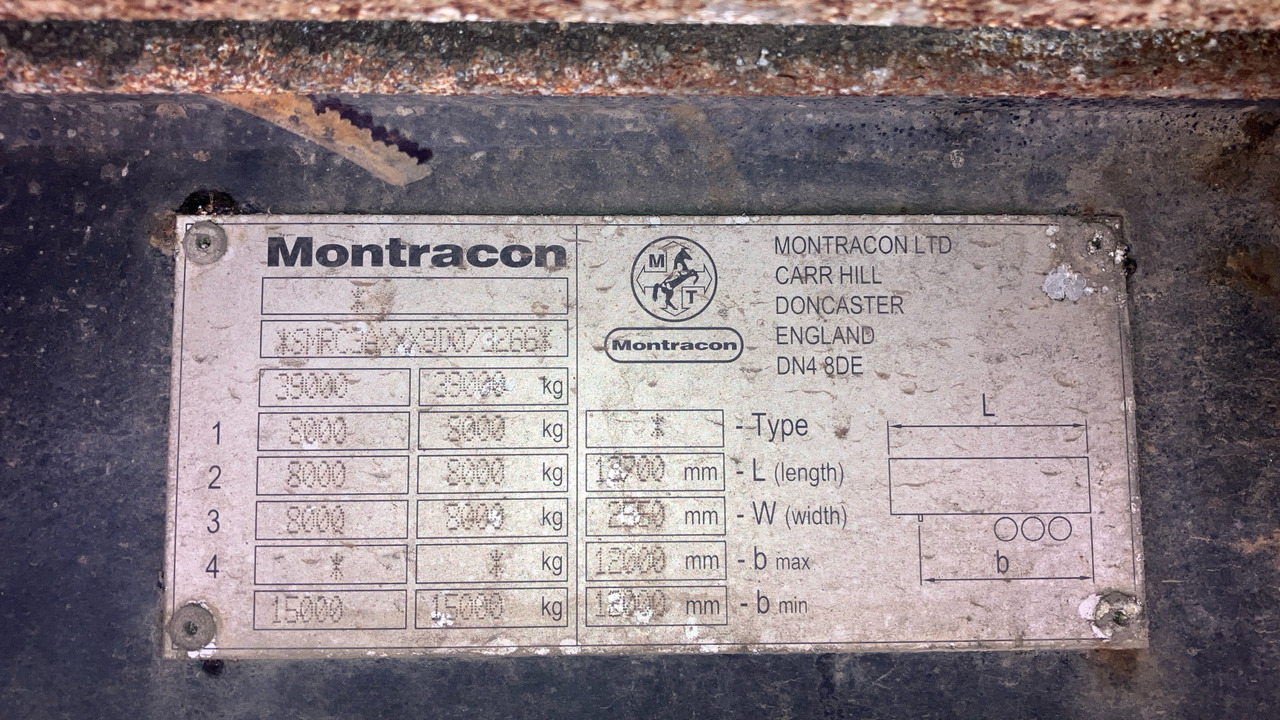 Montracon
*
39000 39000 kg
1 8000 8000 kg
2 8000 8000 kg
3 8000 8000 kg
4 * * kg
15000 15000 kg
M T
Montracon
MONTRACON LTD
CARR HILL
DONCASTER
ENGLAND
DN4 8DE
* - Type
mm - L (length)
mm - W (width)
12000 mm - b max
12000 mm - b min
L
b